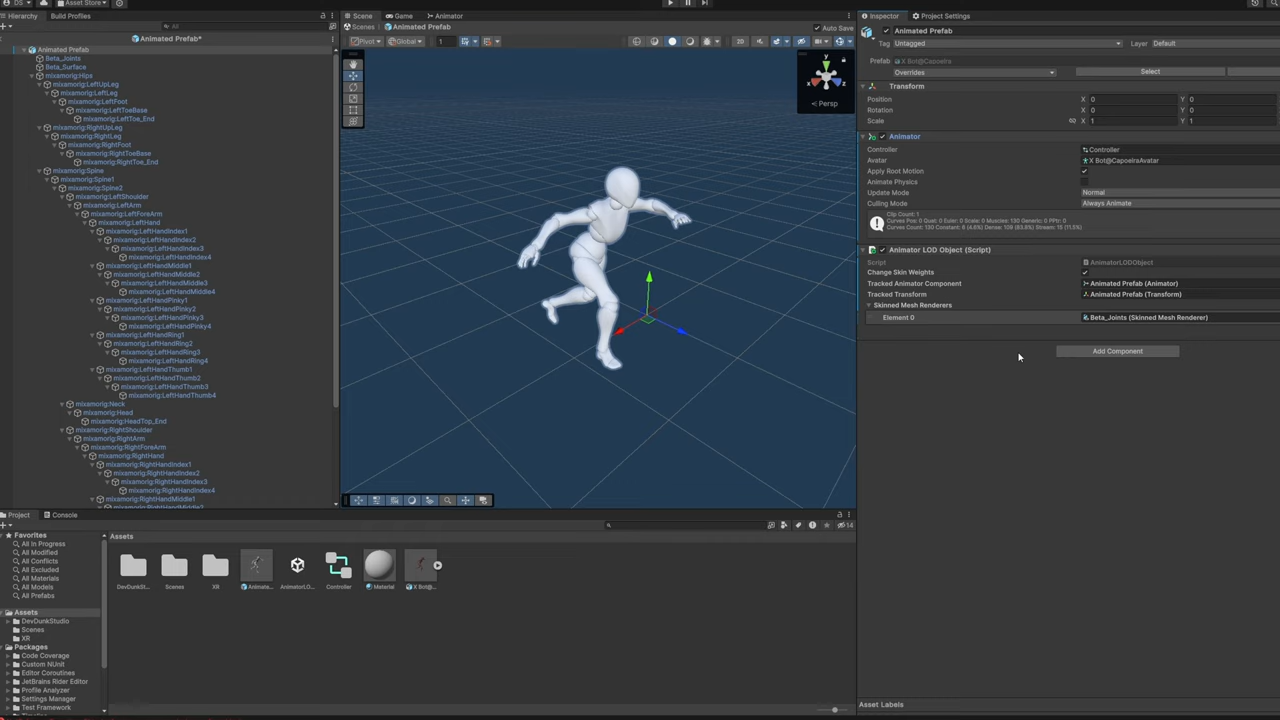 DS
Asset Store
Hierarchy
Build Profiles
All
Animated Prefab*
Animated Prefab
Beta_Joints
Beta_Surface
mixamorig:Hips
mixamorig:LeftUpLeg
mixamorig:LeftLeg
mixamorig:LeftFoot
mixamorig:LeftToeBase
mixamorig:LeftToe_End
mixamorig:RightUpLeg
mixamorig:RightLeg
mixamorig:RightFoot
mixamorig:RightToeBase
mixamorig:RightToe_End
mixamorig:Spine
mixamorig:Spine1
mixamorig:Spine2
mixamorig:LeftShoulder
mixamorig:LeftArm
mixamorig:LeftForeArm
mixamorig:LeftHand
mixamorig:LeftHandIndex1
mixamorig:LeftHandIndex2
mixamorig:LeftHandIndex3
mixamorig:LeftHandIndex4
mixamorig:LeftHandMiddle1
mixamorig:LeftHandMiddle2
mixamorig:LeftHandMiddle3
mixamorig:LeftHandMiddle4
mixamorig:LeftHandPinky1
mixamorig:LeftHandPinky2
mixamorig:LeftHandPinky3
mixamorig:LeftHandPinky4
mixamorig:LeftHandRing1
mixamorig:LeftHandRing2
mixamorig:LeftHandRing3
mixamorig:LeftHandRing4
mixamorig:LeftHandThumb1
mixamorig:LeftHandThumb2
mixamorig:LeftHandThumb3
mixamorig:LeftHandThumb4
mixamorig:Neck
mixamorig:Head
mixamorig:HeadTop_End
mixamorig:RightShoulder
mixamorig:RightArm
mixamorig:RightForeArm
mixamorig:RightHand
mixamorig:RightHandIndex1
mixamorig:RightHandIndex2
mixamorig:RightHandIndex3
mixamorig:RightHandIndex4
mixamorig:RightHandMiddle1
Scene Game Animator
Scenes Animated Prefab Auto Save
Pivot Global 1 2D
y
x
z
Persp
Inspector Project Settings
Animated Prefab
Tag Untagged Layer Default
Prefab X Bot@Capoeira
Overrides Select
Transform
Position X 0 Y 0
Rotation X 0 Y 0
Scale X 1 Y 1
Animator
Controller Controller
Avatar X Bot@CapoeiraAvatar
Apply Root Motion
Animate Physics
Update Mode Normal
Culling Mode Always Animate
Clip Count: 1
Curves Pos: 0 Quat: 0 Euler: 0 Scale: 0 Muscles: 130 Generic: 0 PPtr: 0
Curves Count: 130 Constant: 6 (4.6%) Dense: 109 (83.8%) Stream: 15 (11.5%)
Animator LOD Object (Script)
Script AnimatorLODObject
Change Skin Weights
Tracked Animator Component Animated Prefab (Animator)
Tracked Transform Animated Prefab (Transform)
Skinned Mesh Renderers
Element 0 Beta_Joints (Skinned Mesh Renderer)
Add Component
Project Console
14
Favorites
All In Progress
All Modified
All Conflicts
All Excluded
All Materials
All Models
All Prefabs
Assets
DevDunkStudio
Scenes
XR
Packages
Code Coverage
Custom NUnit
Editor Coroutines
JetBrains Rider Editor
Profile Analyzer
Settings Manager
Test Framework
Assets
DevDunkSt... Scenes XR Animate... AnimatorLO... Controller Material X Bot@...
Asset Labels